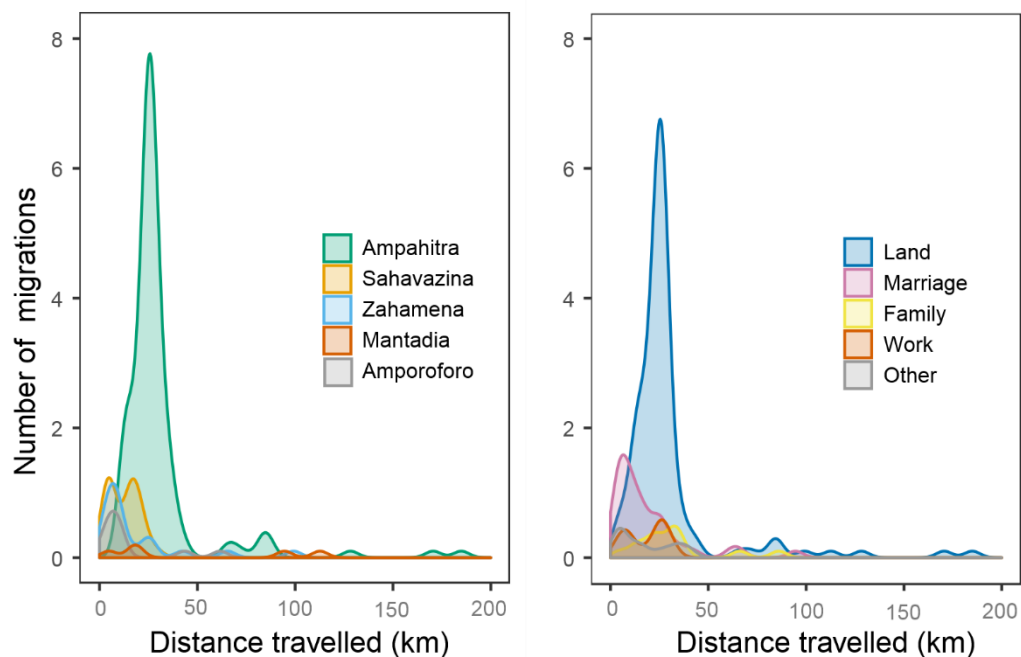 Number of migrations
8
6
4
2
0
0
50
100
150
200
Distance travelled (km)
Ampahitra
Sahavazina
Zahamena
Mantadia
Amporoforo
8
6
4
2
0
0
50
100
150
200
Distance travelled (km)
Land
Marriage
Family
Work
Other